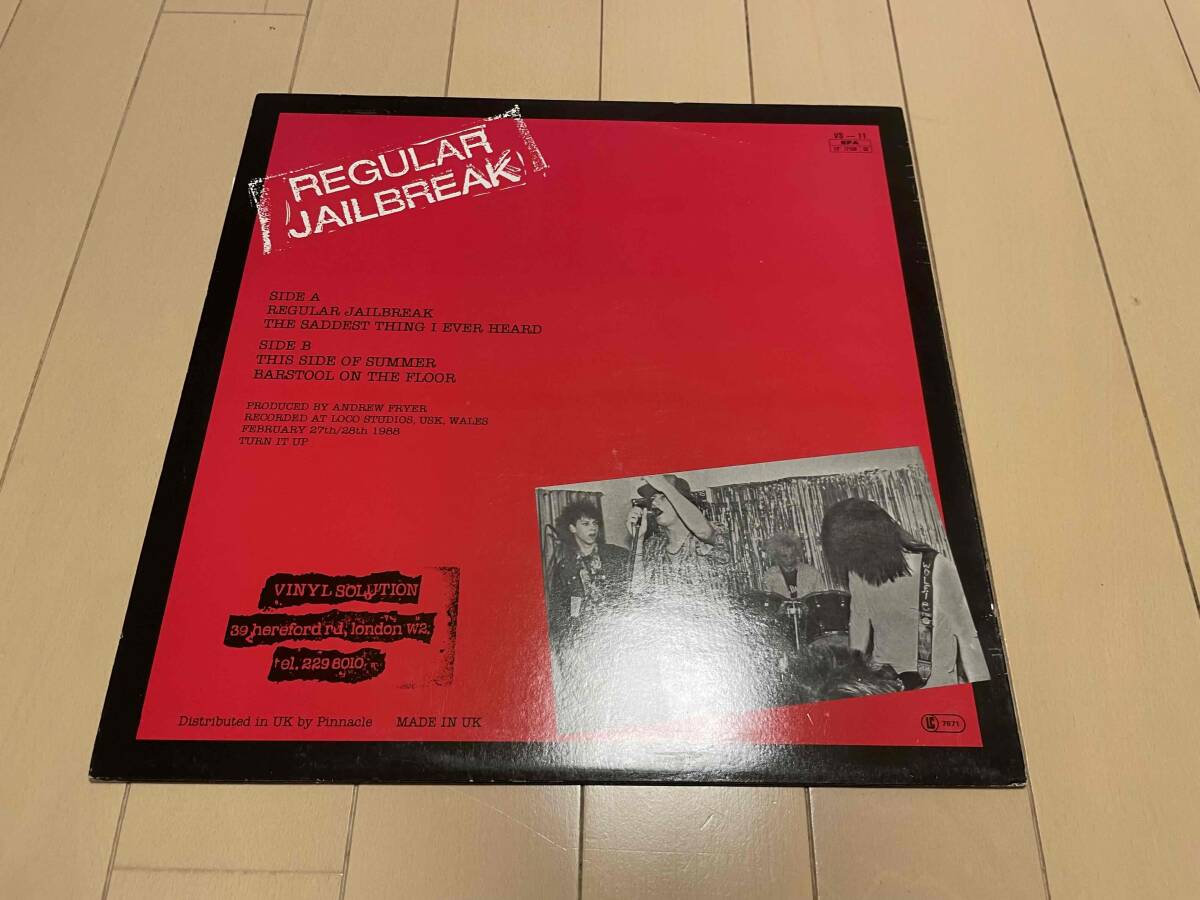 REGULAR
JAILBREAK
VS — 11
SIDE A
REGULAR JAILBREAK
THE SADDEST THING I EVER HEARD
SIDE B
THIS SIDE OF SUMMER
BARSTOOL ON THE FLOOR
PRODUCED BY ANDREW FRYER
RECORDED AT LOCO STUDIOS, USK, WALES
FEBRUARY 27th/28th 1988
TURN IT UP
VINYL SOLUTION
39 hereford rd, london W2.
tel. 229 8010.
Distributed in UK by Pinnacle MADE IN UK
LC 7671